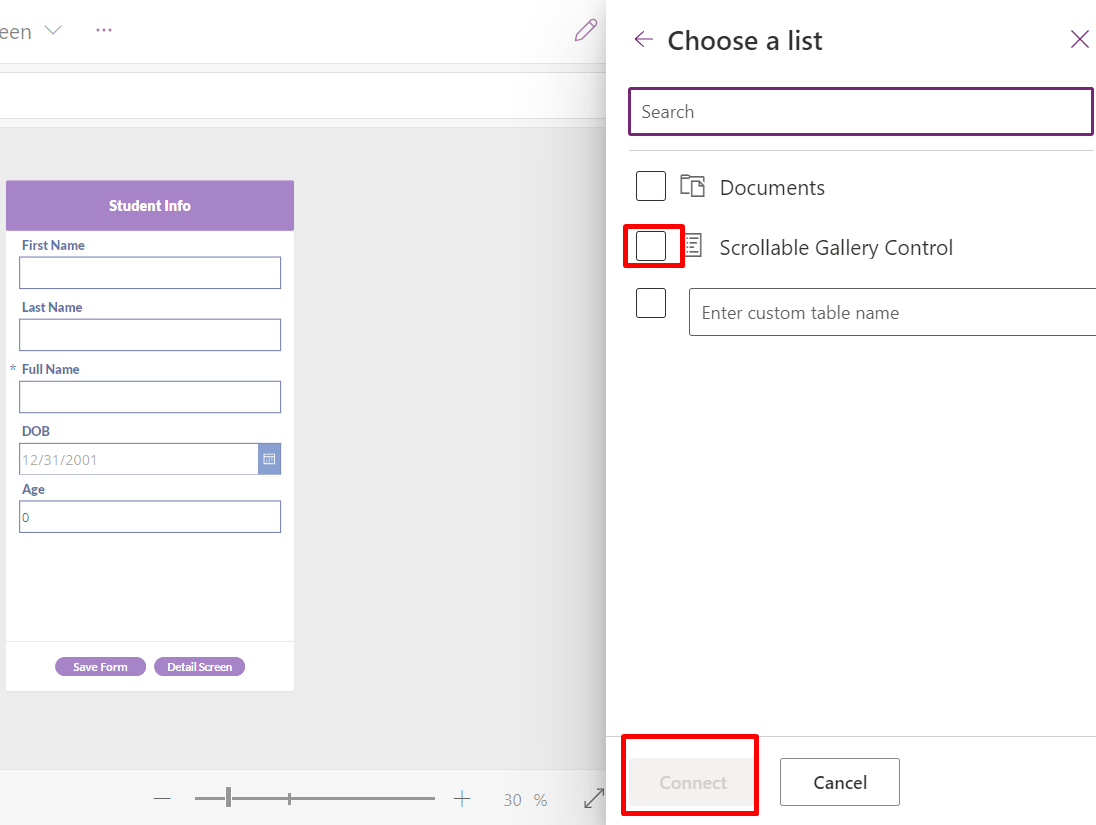 een
Student Info
First Name
Last Name
* Full Name
DOB
12/31/2001
Age
0
Save Form Detail Screen
30 %
Choose a list
Search
Documents
Scrollable Gallery Control
Enter custom table name
Connect Cancel